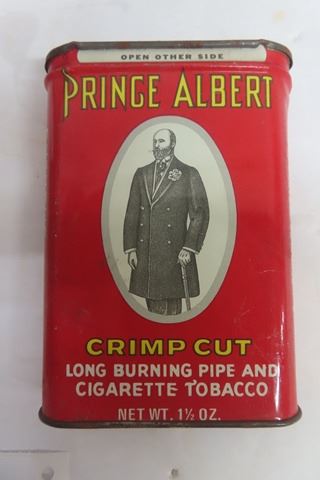 OPEN OTHER SIDE
PRINCE ALBERT
CRIMP CUT
LONG BURNING PIPE AND
CIGARETTE TOBACCO
NET WT. 1½ OZ.